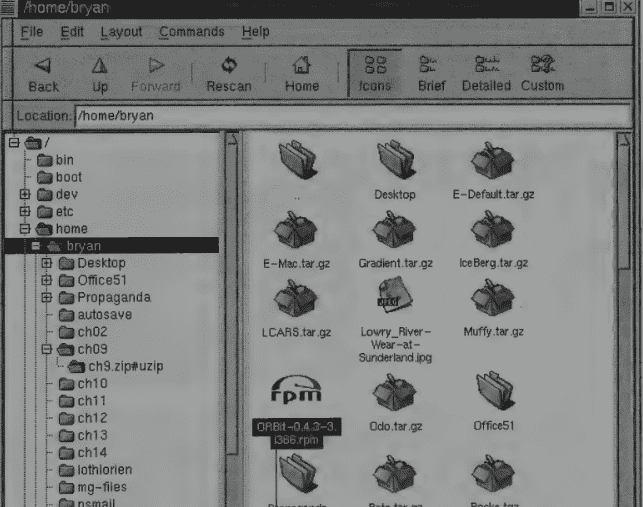 /home/bryan
File Edit Layout Commands Help
Back Up Forward Rescan Home Icons Brief Detailed Custom
Location: /home/bryan
/
bin
boot
dev
etc
home
bryan
Desktop
Office51
Propaganda
autosave
ch02
ch09
ch9.zip#uzip
ch10
ch11
ch12
ch13
ch14
lothlorien
mg-files
nsmail
..
Desktop
E-Default.tar.gz
E-Mac.tar.gz
Gradient.tar.gz
IceBerg.tar.gz
LCARS.tar.gz
JPEG
Lowry_River-
Wear-at-
Sunderland.jpg
Muffy.tar.gz
rpm
ORBit-0.4.3-3.
i386.rpm
Odo.tar.gz
Office51
Propaganda